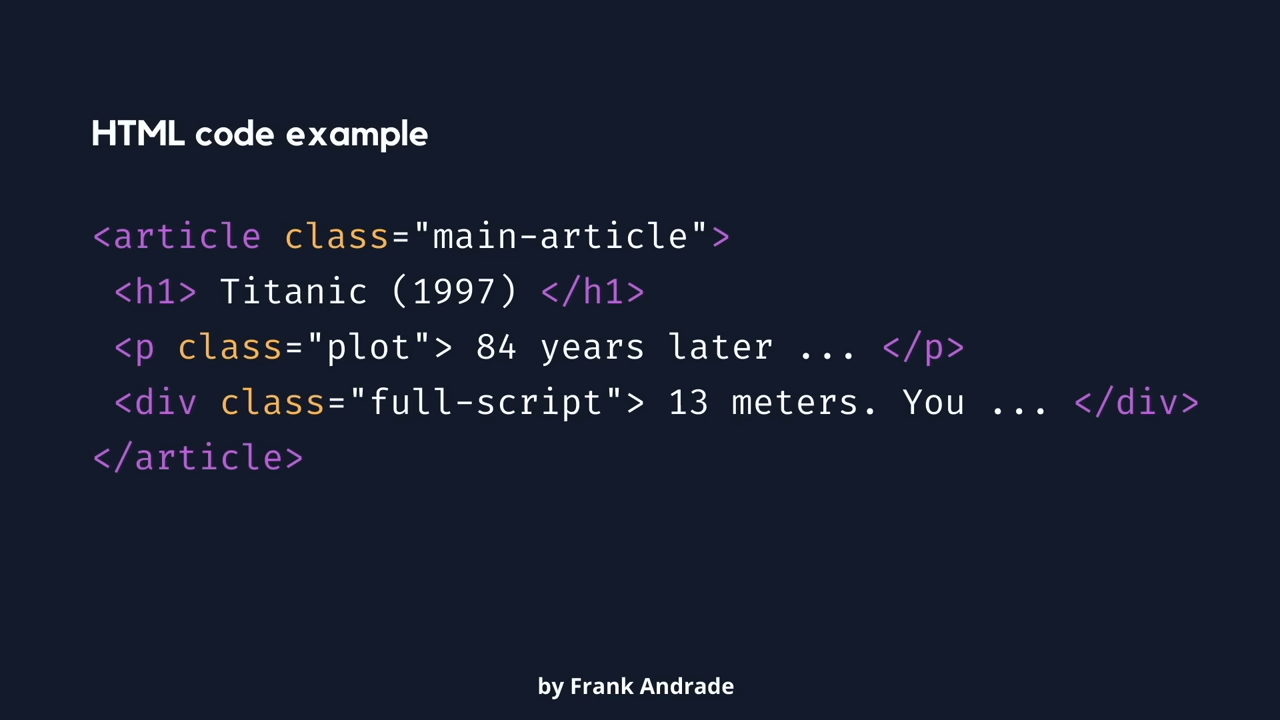 HTML code example
<article class="main-article">
<h1> Titanic (1997) </h1>
<p class="plot"> 84 years later ... </p>
<div class="full-script"> 13 meters. You ... </div>
</article>
by Frank Andrade